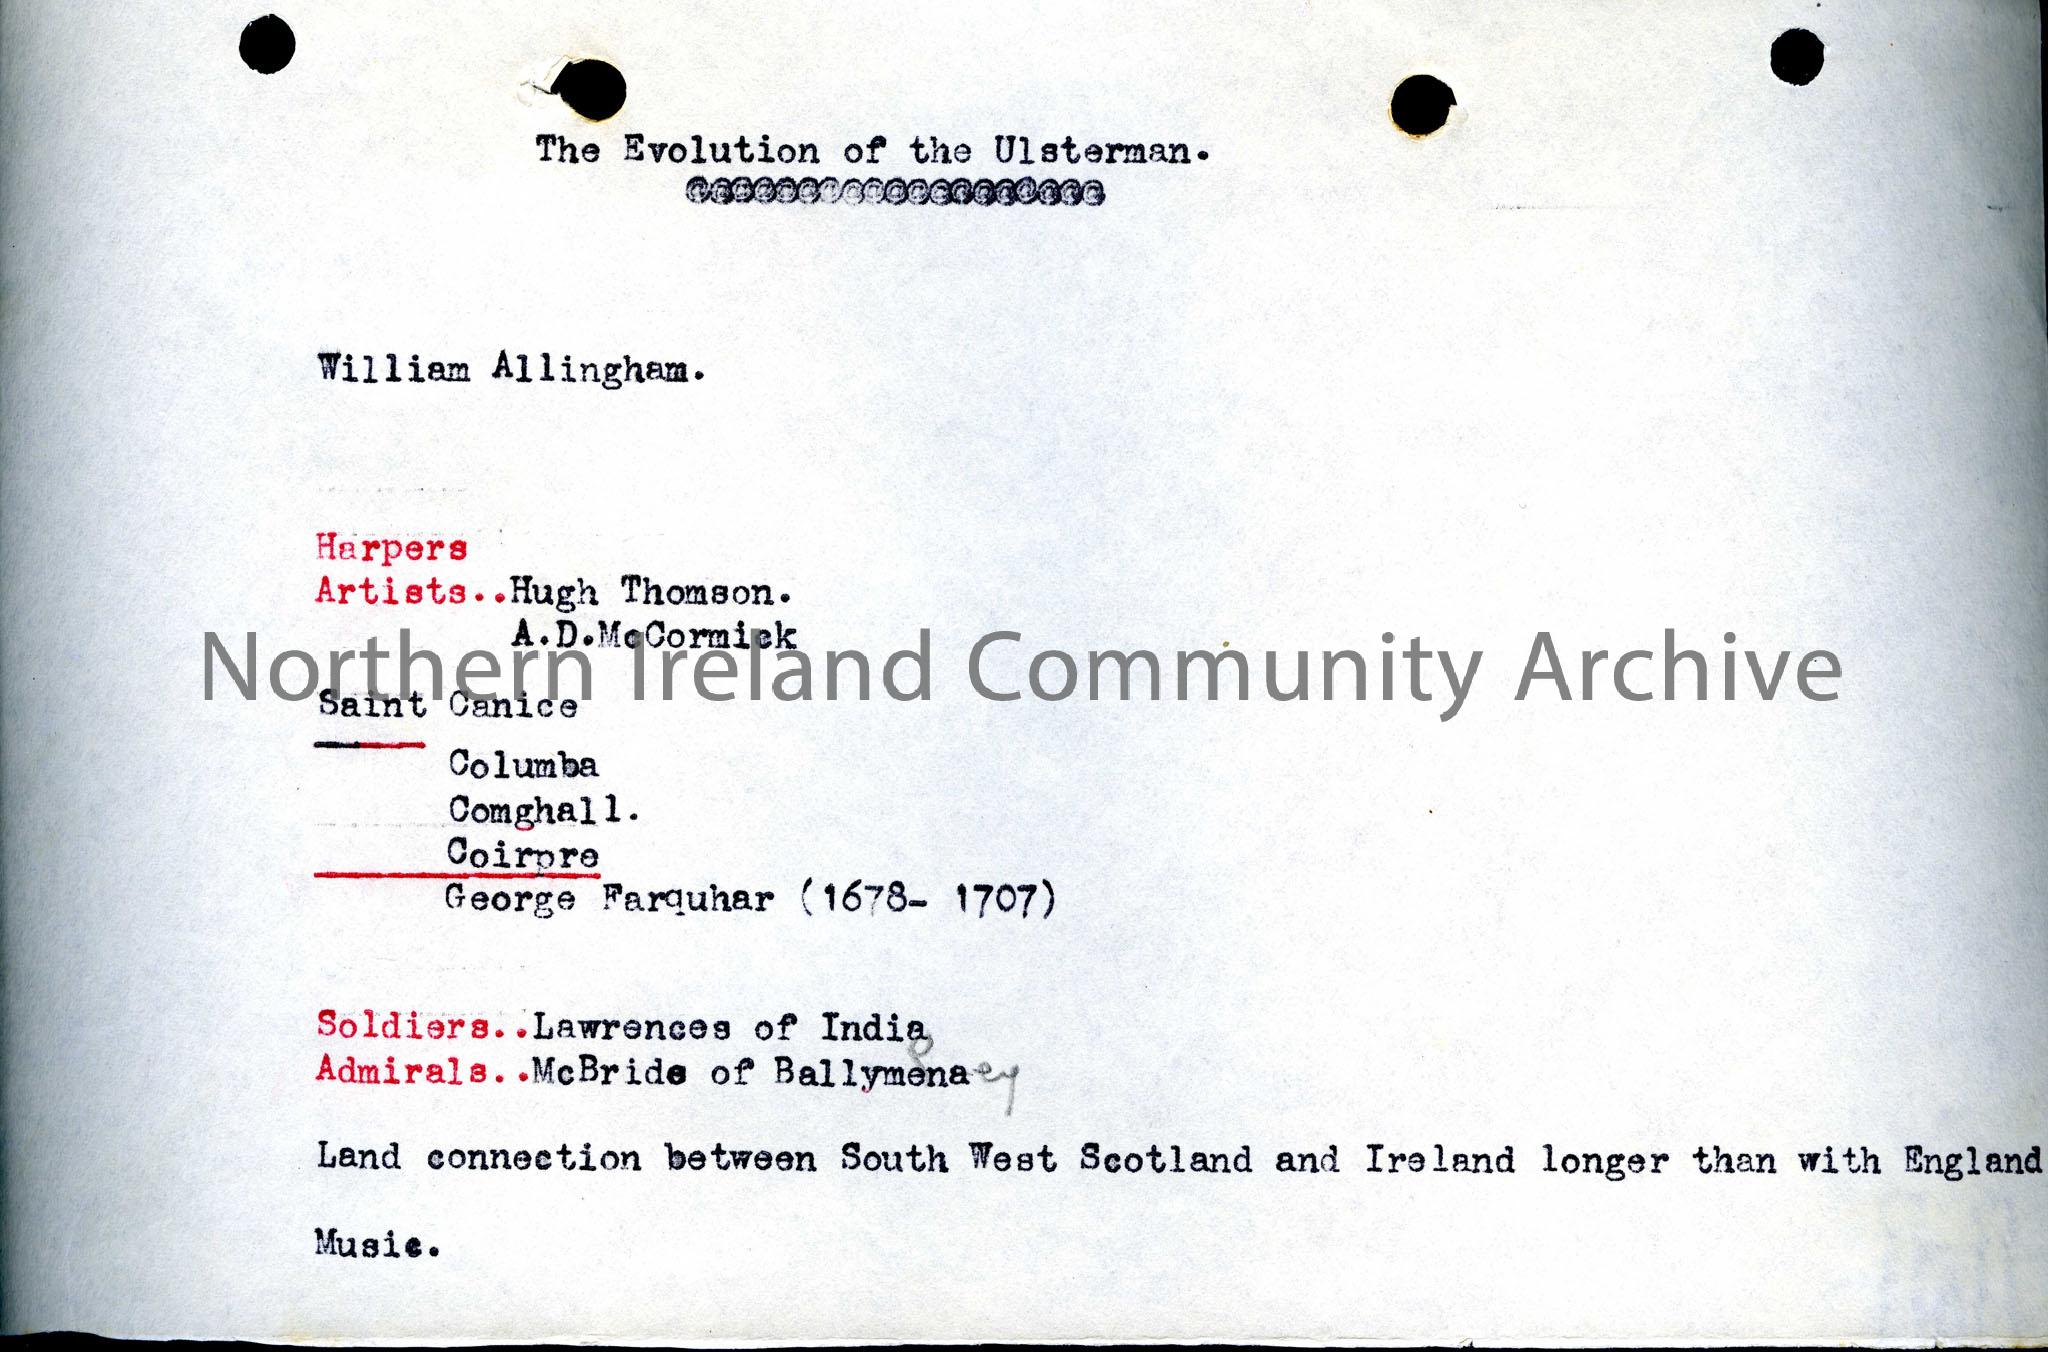 The Evolution of the Ulsterman.
@@@@@@@@@@@@@@@@@@@
William Allingham.
Harpers
Artists..Hugh Thomson.
A.D.McCormick
Northern Ireland Community Archive
Saint Canice
Columba
Comghall.
Coirpre
George Farquhar (1678- 1707)
Soldiers..Lawrences of India
Admirals..McBride of Ballymena
Land connection between South West Scotland and Ireland longer than with England
Music.